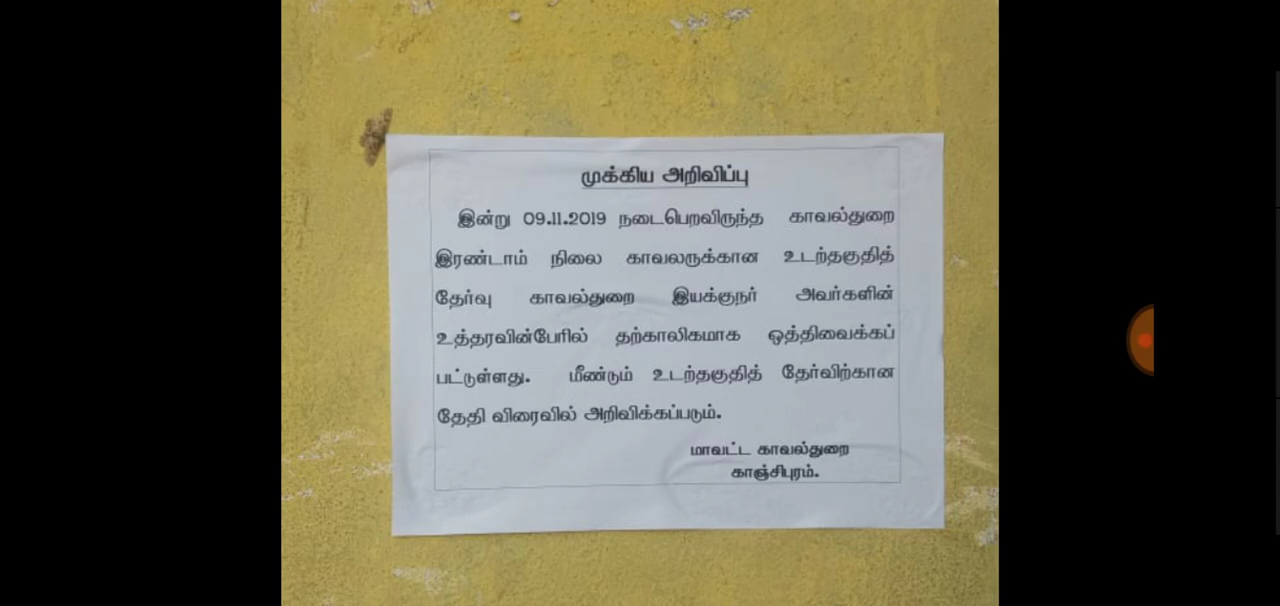 முக்கிய அறிவிப்பு
இன்று 09.11.2019 நடைபெறவிருந்த காவல்துறை
இரண்டாம் நிலை காவலருக்கான உடற்தகுதித்
தேர்வு காவல்துறை இயக்குநர் அவர்களின்
உத்தரவின்பேரில் தற்காலிகமாக ஒத்திவைக்கப்
பட்டுள்ளது. மீண்டும் உடற்தகுதித் தேர்விற்கான
தேதி விரைவில் அறிவிக்கப்படும்.
மாவட்ட காவல்துறை
காஞ்சிபுரம்.